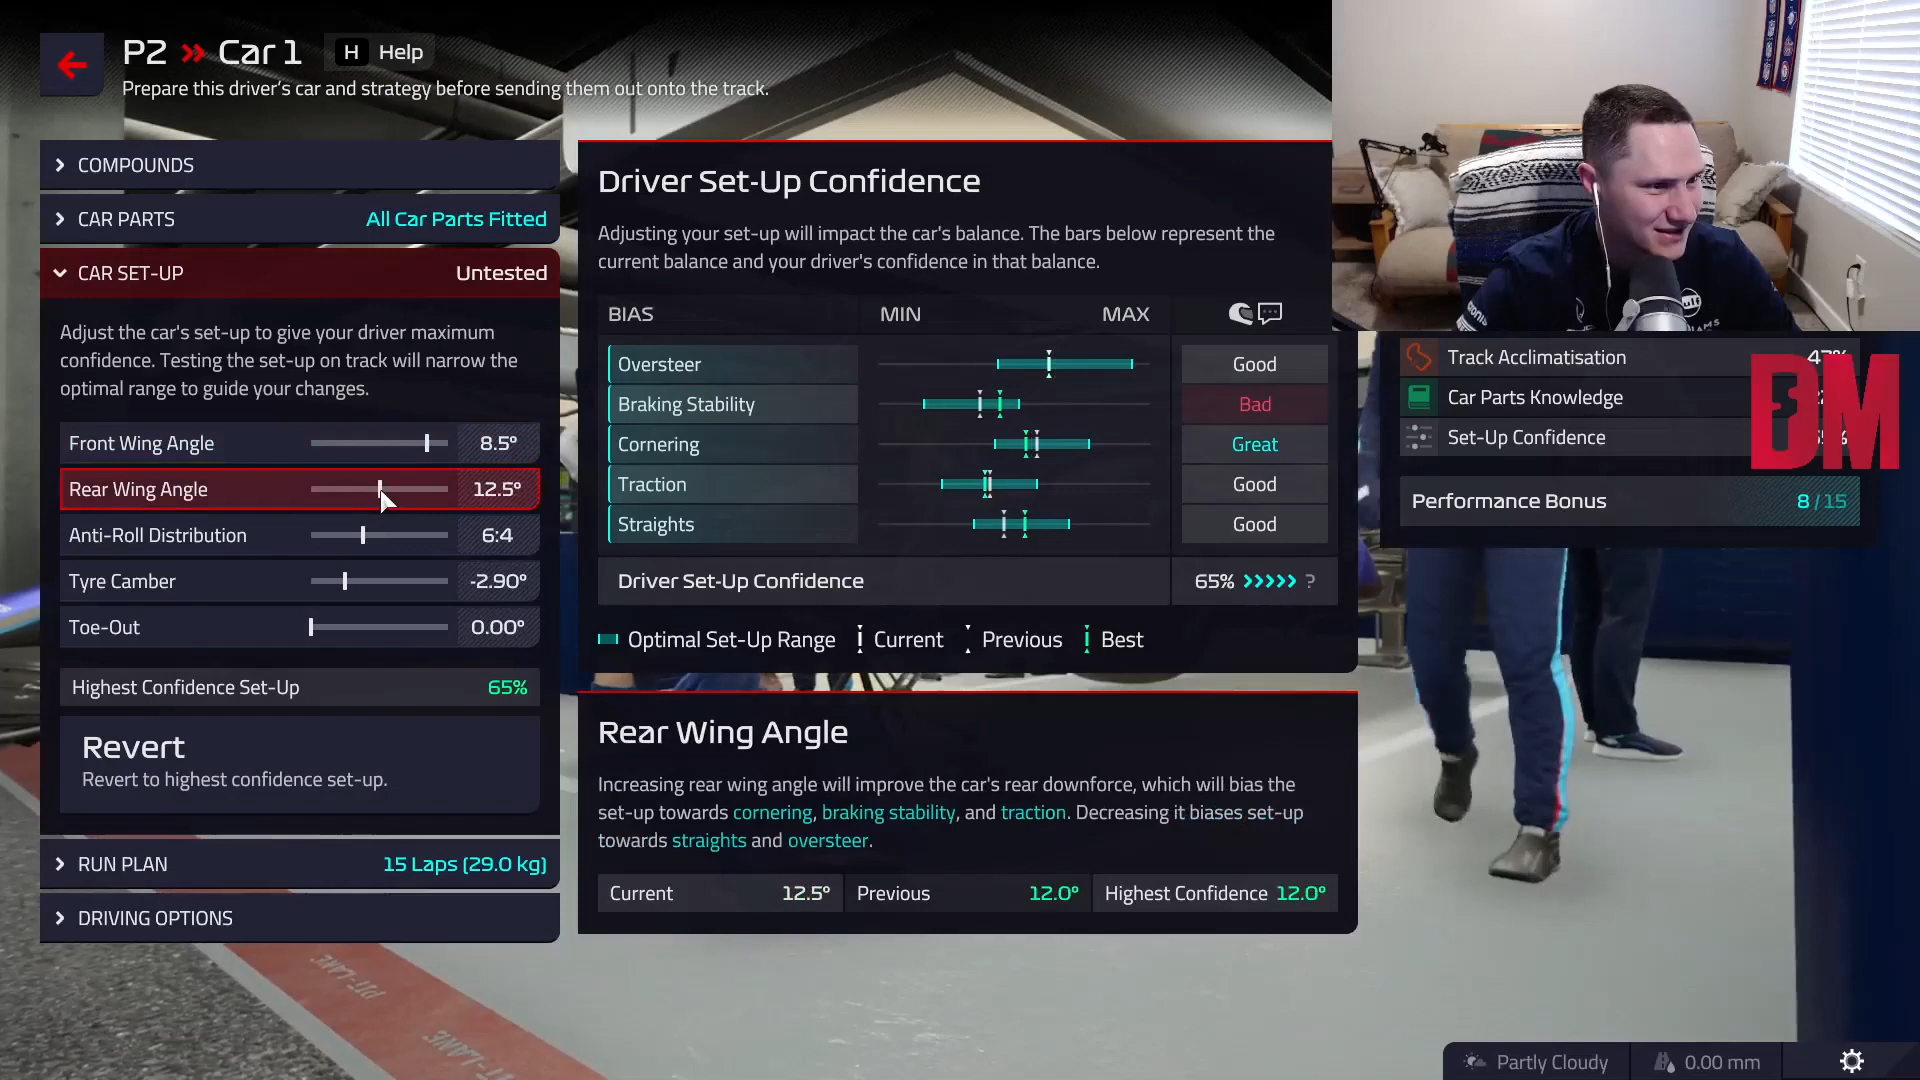 P2 » Car 1 H Help
Prepare this driver's car and strategy before sending them out onto the track.
COMPOUNDS
CAR PARTS All Car Parts Fitted
CAR SET-UP Untested
Adjust the car's set-up to give your driver maximum
confidence. Testing the set-up on track will narrow the
optimal range to guide your changes.
Front Wing Angle 8.5°
Rear Wing Angle 12.5°
Anti-Roll Distribution 6:4
Tyre Camber -2.90°
Toe-Out 0.00°
Highest Confidence Set-Up 65%
Revert
Revert to highest confidence set-up.
RUN PLAN 15 Laps (29.0 kg)
DRIVING OPTIONS
Driver Set-Up Confidence
Adjusting your set-up will impact the car's balance. The bars below represent the
current balance and your driver's confidence in that balance.
BIAS MIN MAX
Oversteer Good
Braking Stability Bad
Cornering Great
Traction Good
Straights Good
Driver Set-Up Confidence 65% >>>>> ?
Optimal Set-Up Range Current Previous Best
Rear Wing Angle
Increasing rear wing angle will improve the car's rear downforce, which will bias the
set-up towards cornering, braking stability, and traction. Decreasing it biases set-up
towards straights and oversteer.
Current 12.5° Previous 12.0° Highest Confidence 12.0°
Track Acclimatisation
Car Parts Knowledge
Set-Up Confidence
Performance Bonus 8 / 15
BM
PIT-LANE
PIT-LANE
Partly Cloudy 0.00 mm